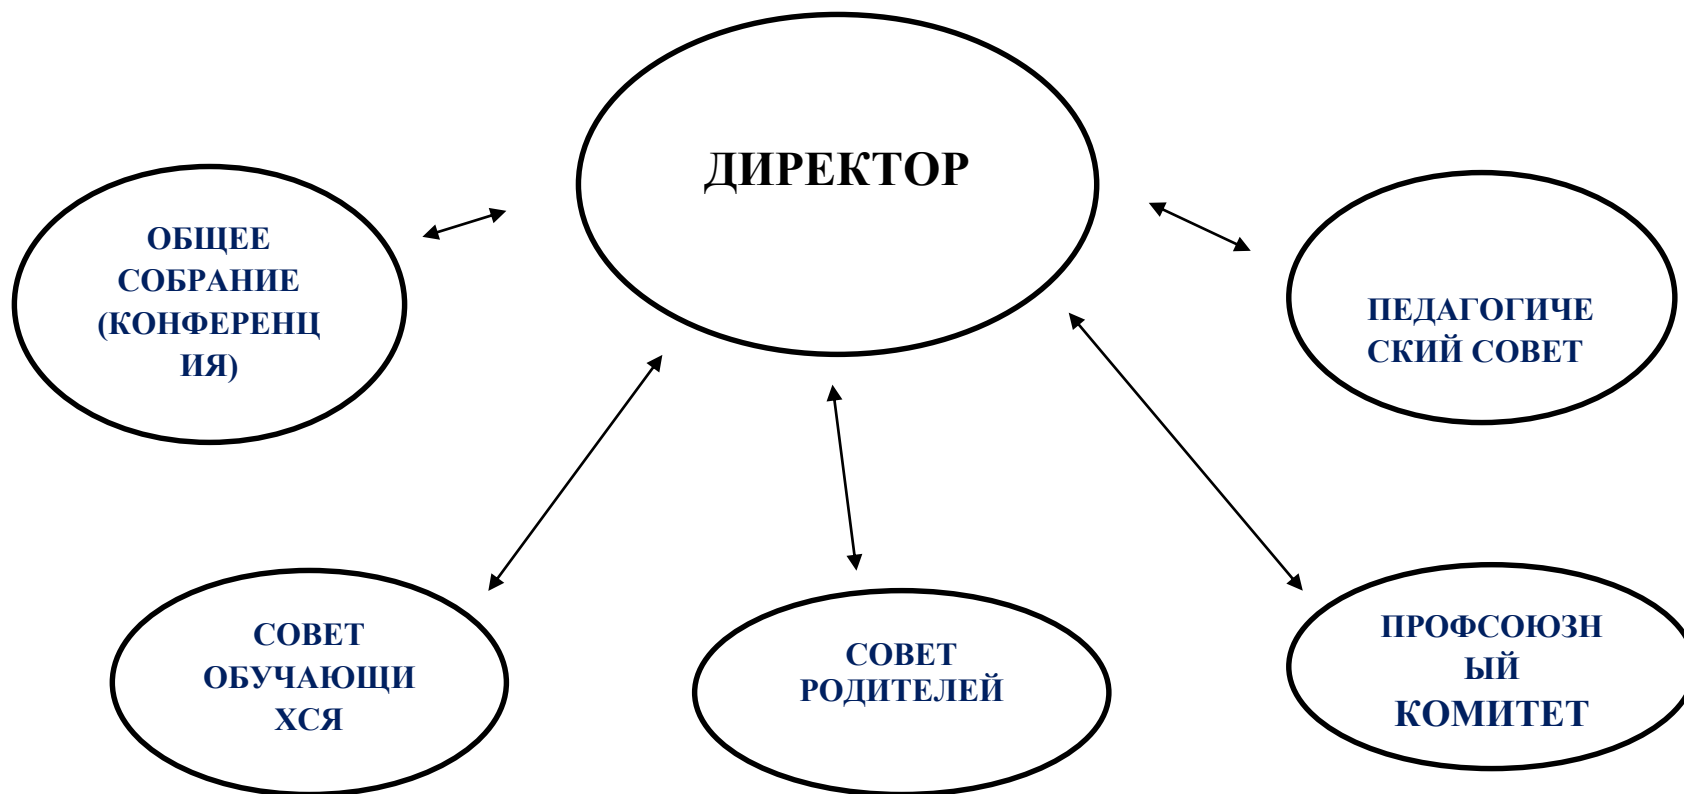 ДИРЕКТОР
ОБЩЕЕ
СОБРАНИЕ
(КОНФЕРЕНЦ
ИЯ)
ПЕДАГОГИЧЕ
СКИЙ СОВЕТ
СОВЕТ
ОБУЧАЮЩИ
ХСЯ
СОВЕТ
РОДИТЕЛЕЙ
ПРОФСОЮЗН
ЫЙ
КОМИТЕТ